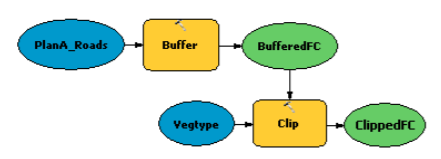 PlanA_Roads
Buffer
BufferedFC
Vegtype
Clip
ClippedFC